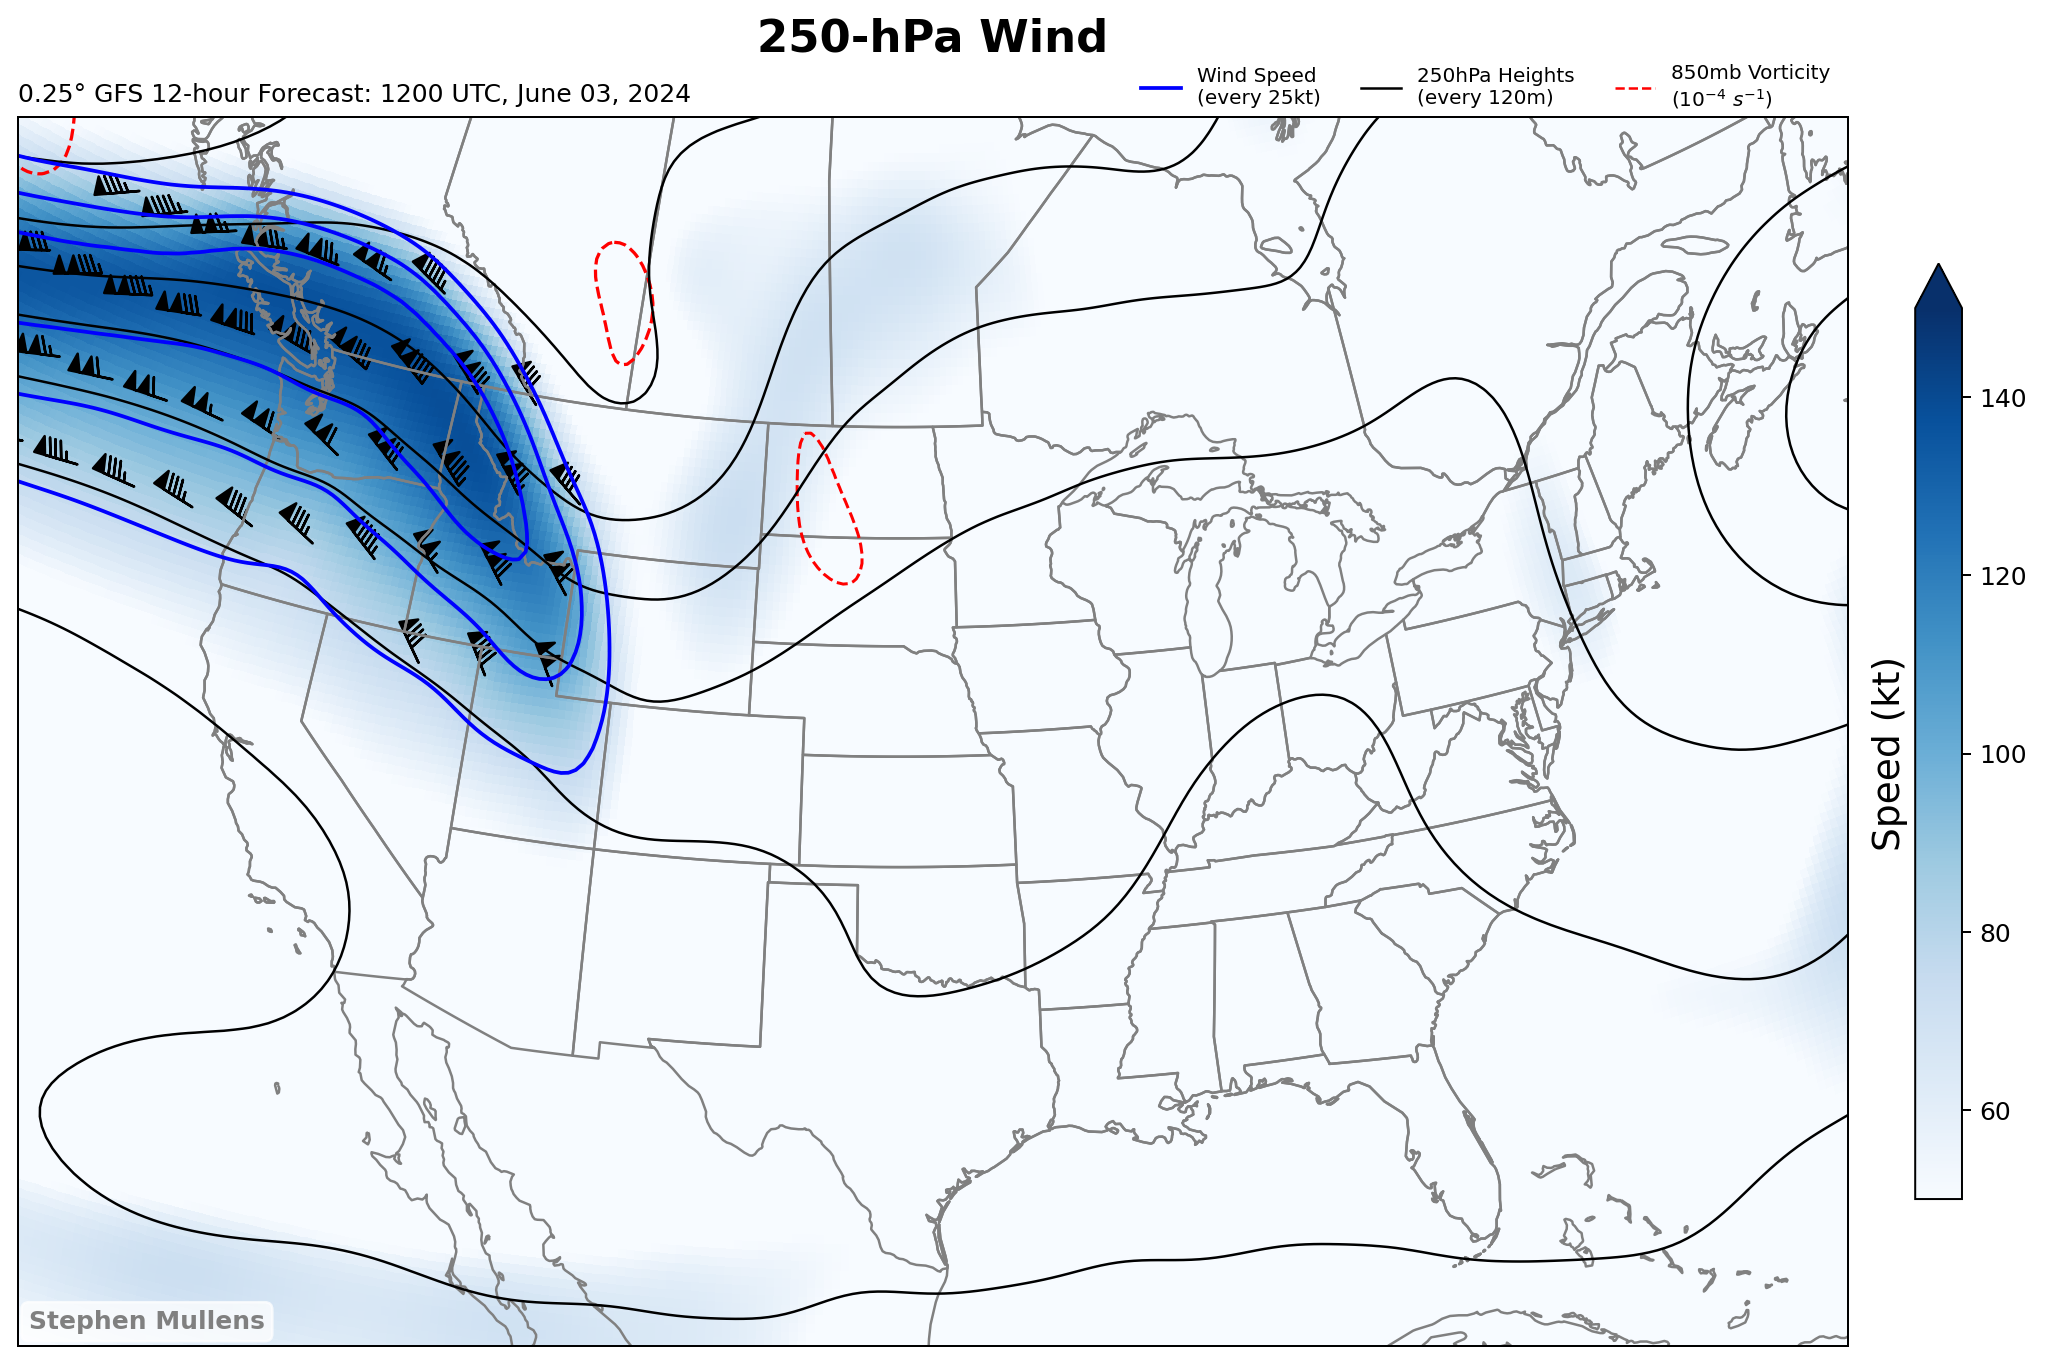 250-hPa Wind
0.25° GFS 12-hour Forecast: 1200 UTC, June 03, 2024
Wind Speed
(every 25kt)
250hPa Heights
(every 120m)
850mb Vorticity
(10⁻⁴ s⁻¹)
140
120
100
80
60
Speed (kt)
Stephen Mullens